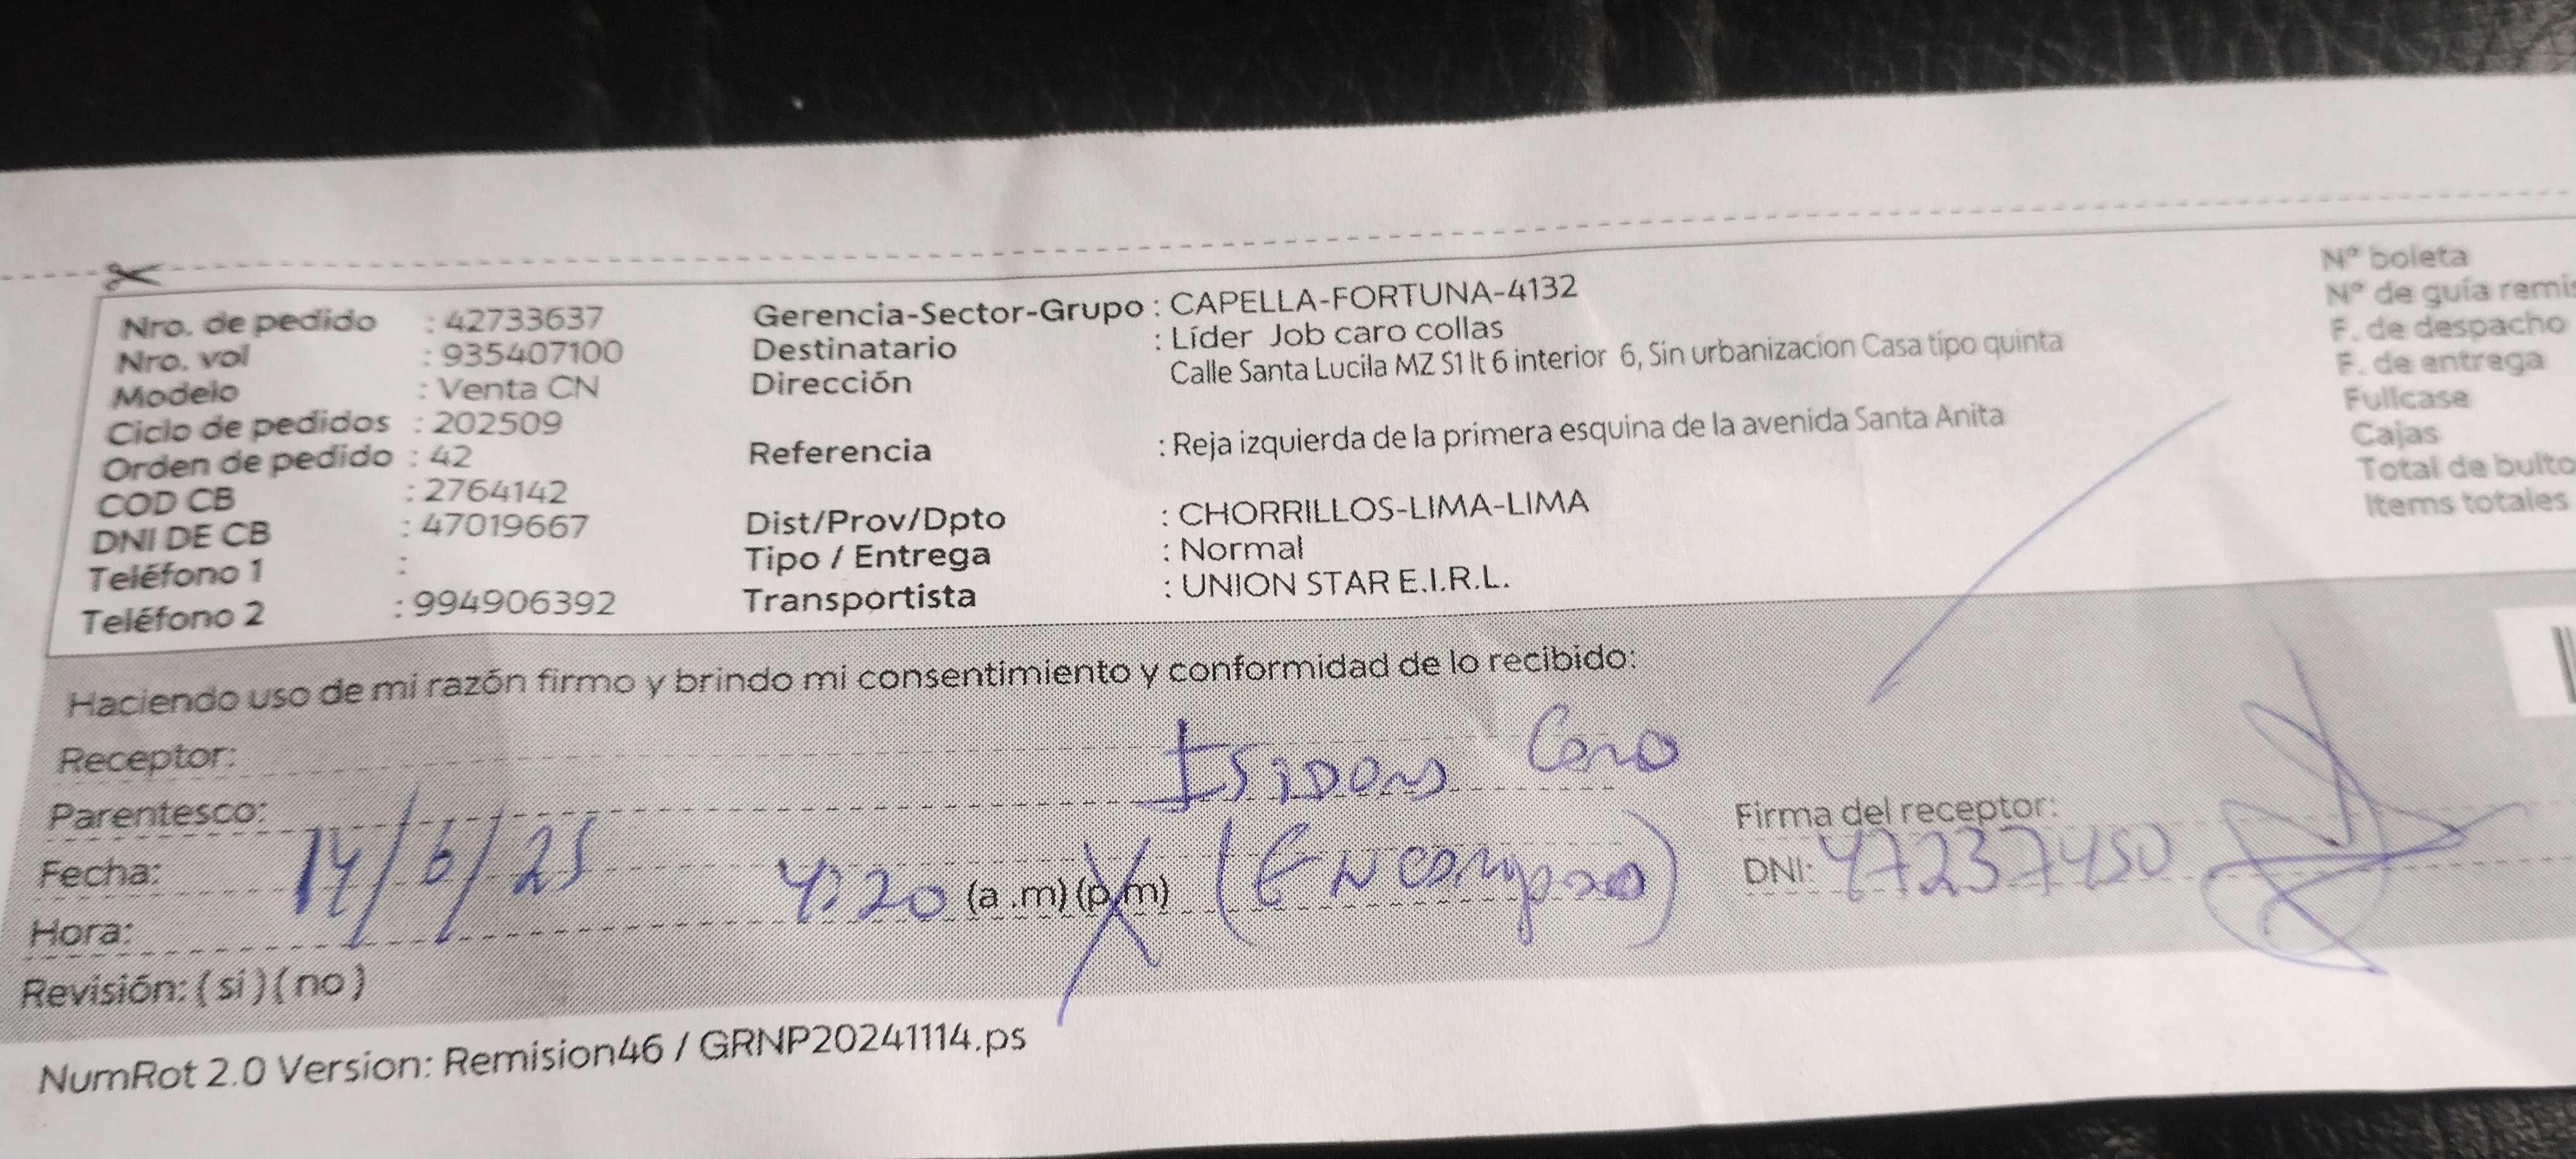 Nro. de pedido : 42733637
Nro. vol : 935407100
Modelo : Venta CN
Ciclo de pedidos : 202509
Orden de pedido : 42
COD CB : 2764142
DNI DE CB : 47019667
Teléfono 1 :
Teléfono 2 : 994906392
Gerencia-Sector-Grupo : CAPELLA-FORTUNA-4132
Destinatario : Líder Job caro collas
Dirección Calle Santa Lucila MZ S1 lt 6 interior 6, Sin urbanizacion Casa tipo quinta
Referencia : Reja izquierda de la primera esquina de la avenida Santa Anita
Dist/Prov/Dpto : CHORRILLOS-LIMA-LIMA
Tipo / Entrega : Normal
Transportista : UNION STAR E.I.R.L.
N° boleta
N° de guía remis
F. de despacho
F. de entrega
Fullcase
Cajas
Total de bulto
Items totales
Haciendo uso de mi razón firmo y brindo mi consentimiento y conformidad de lo recibido:
Receptor:
Parentesco: Caro
Fecha: 14/6/25
Hora: 4:20 (a .m) (p.m)
Revisión: ( si ) ( no )
Firma del receptor:
DNI: 47237450
NumRot 2.0 Version: Remision46 / GRNP20241114.ps